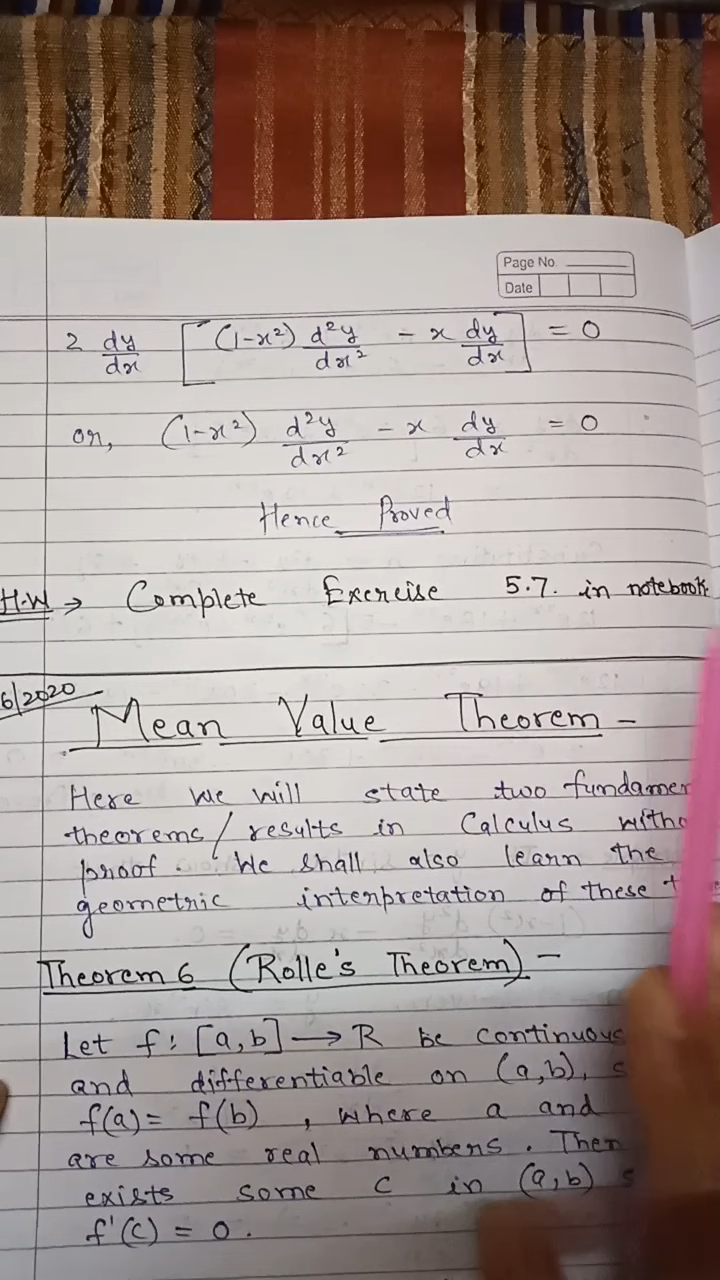 Page No.
Date
2 dy/dx [(1-x²) d²y/dx² - x dy/dx] = 0
or, (1-x²) d²y/dx² - x dy/dx = 0
Hence Proved
H.W → Complete Exercise 5.7. in notebook.
6/2020
Mean Value Theorem -
Here we will state two
theorems/results in Calculus
proof. We shall also learn the
geometric interpretation of these
Theorem 6 (Rolle's Theorem) -
Let f: [a,b] → R be continuous
and differentiable on (a,b),
f(a) = f(b), where a and
are some real numbers. Then
exists some c in (a,b)
f'(c) = 0.